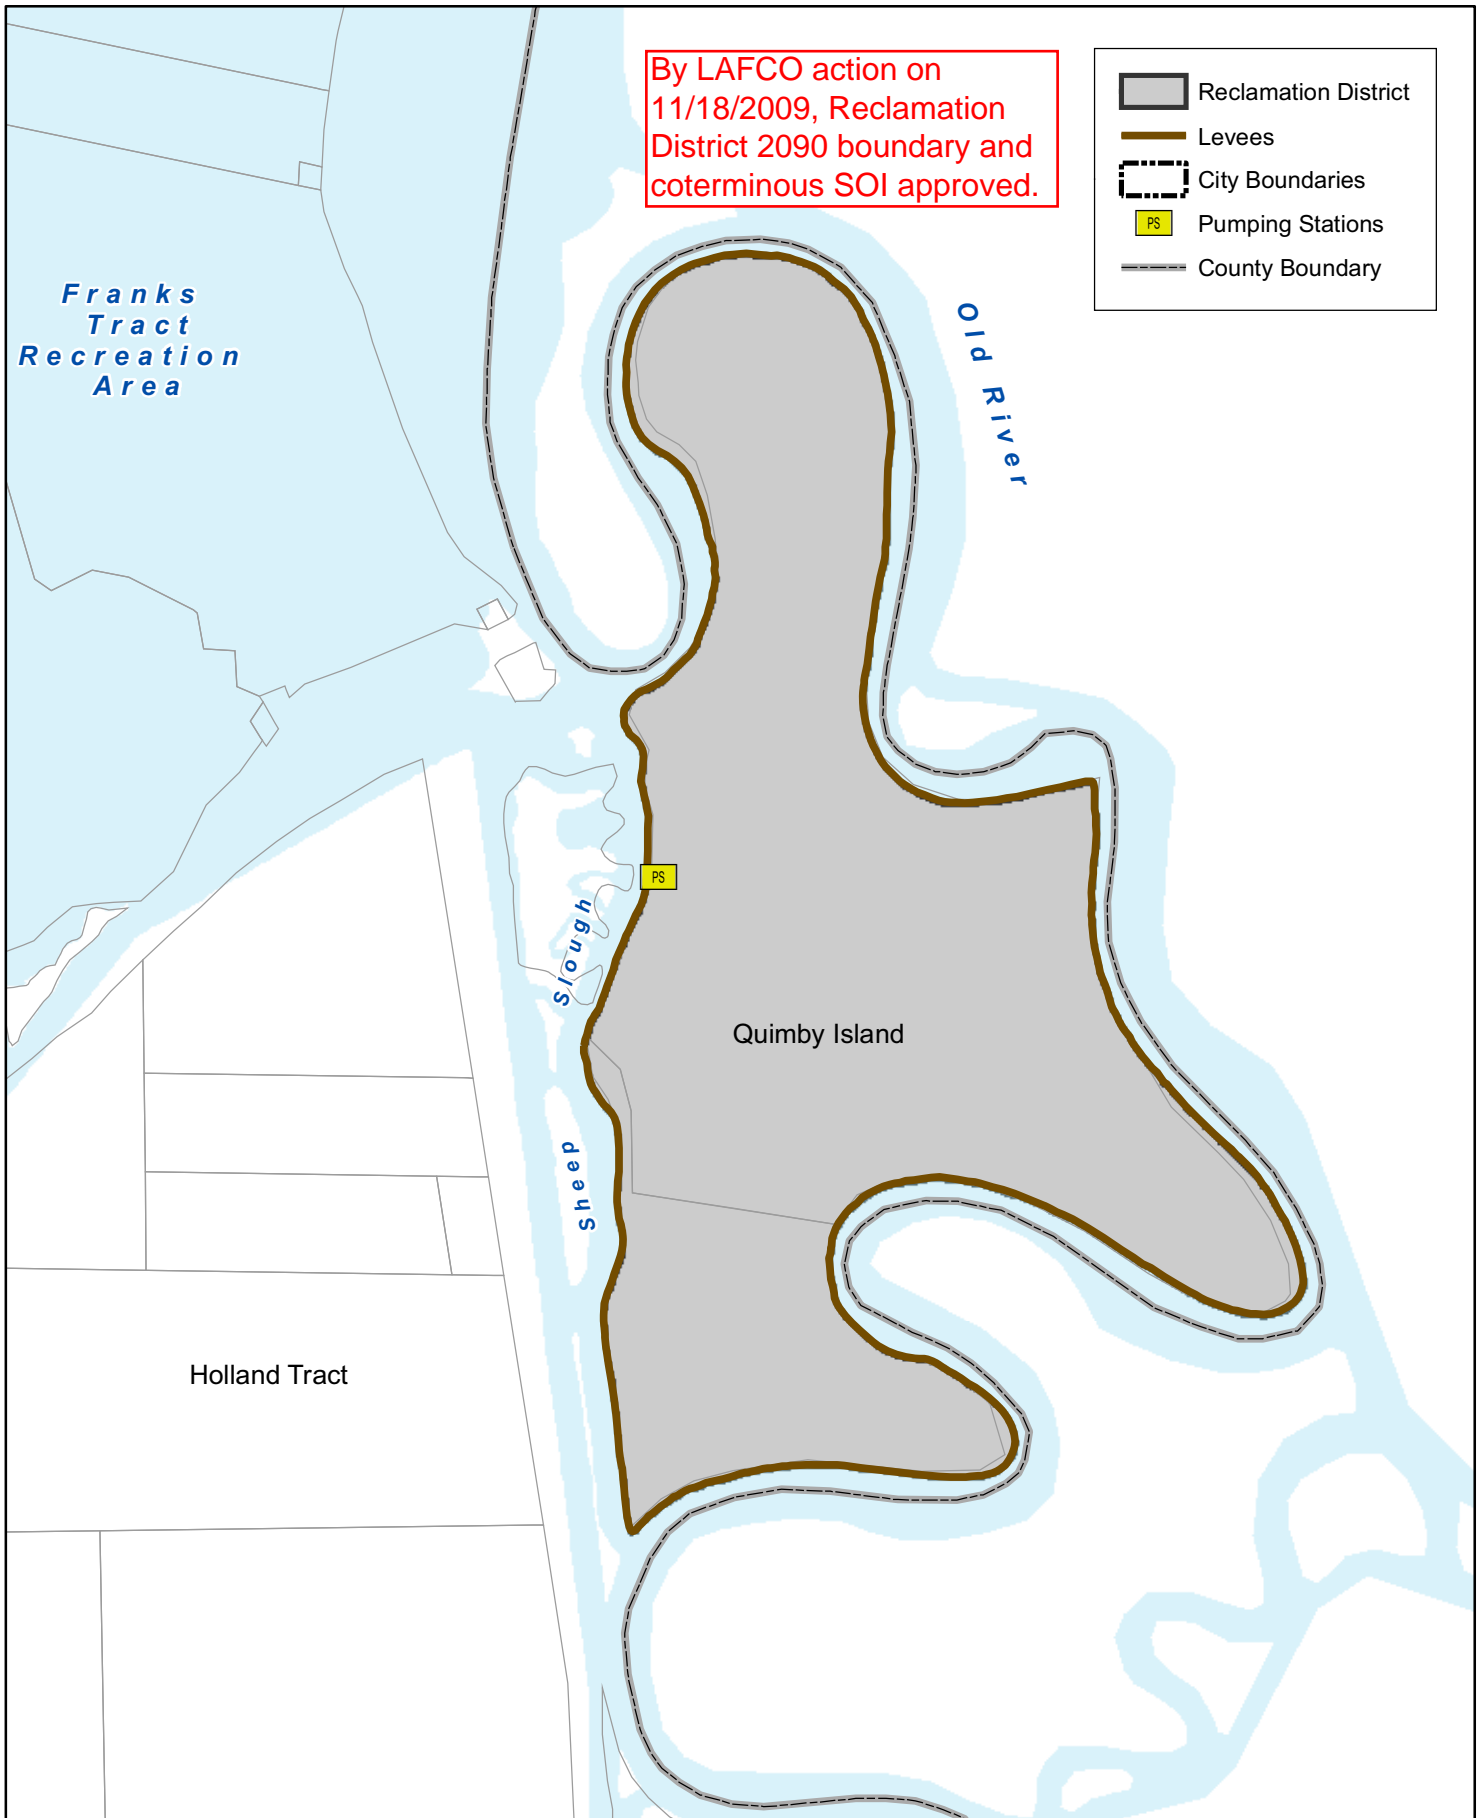 By LAFCO action on
11/18/2009, Reclamation
District 2090 boundary and
coterminous SOI approved.
Reclamation District
Levees
City Boundaries
PS Pumping Stations
County Boundary
Franks
Tract
Recreation
Area
Old River
PS
Slough
Quimby Island
Sheep
Holland Tract